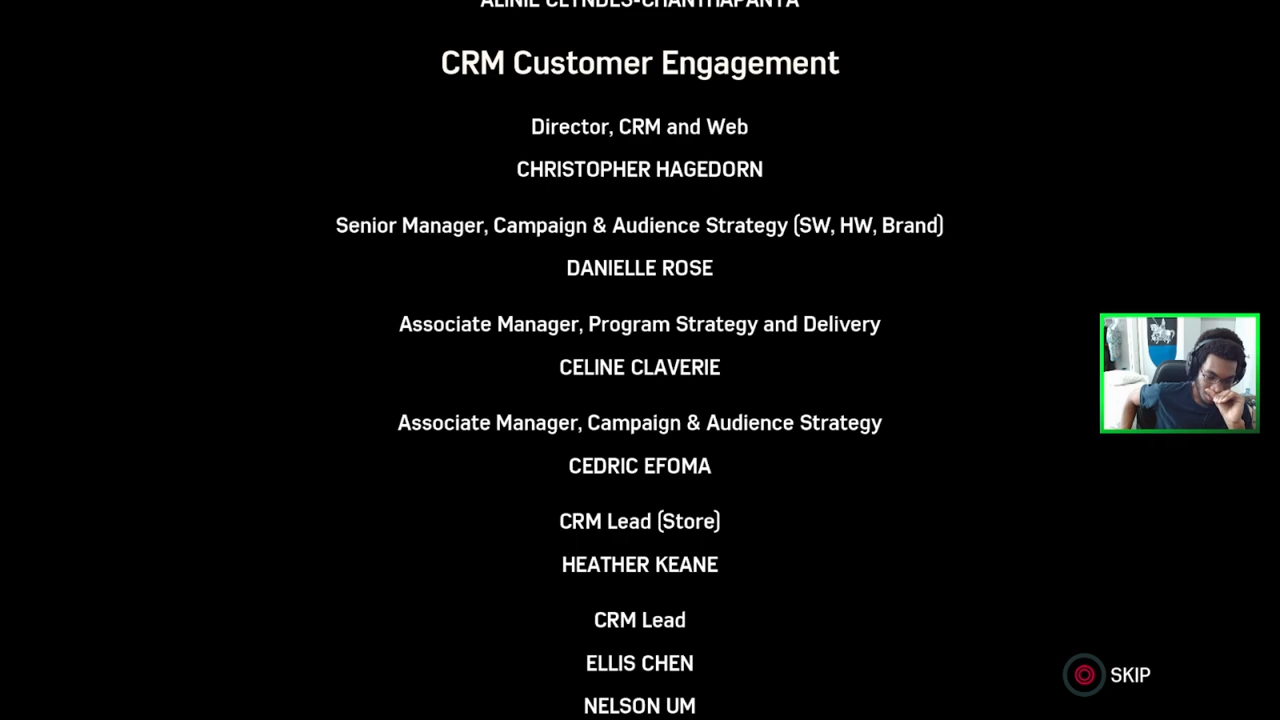 CRM Customer Engagement
Director, CRM and Web
CHRISTOPHER HAGEDORN
Senior Manager, Campaign & Audience Strategy (SW, HW, Brand)
DANIELLE ROSE
Associate Manager, Program Strategy and Delivery
CELINE CLAVERIE
Associate Manager, Campaign & Audience Strategy
CEDRIC EFOMA
CRM Lead (Store)
HEATHER KEANE
CRM Lead
ELLIS CHEN
NELSON UM
SKIP